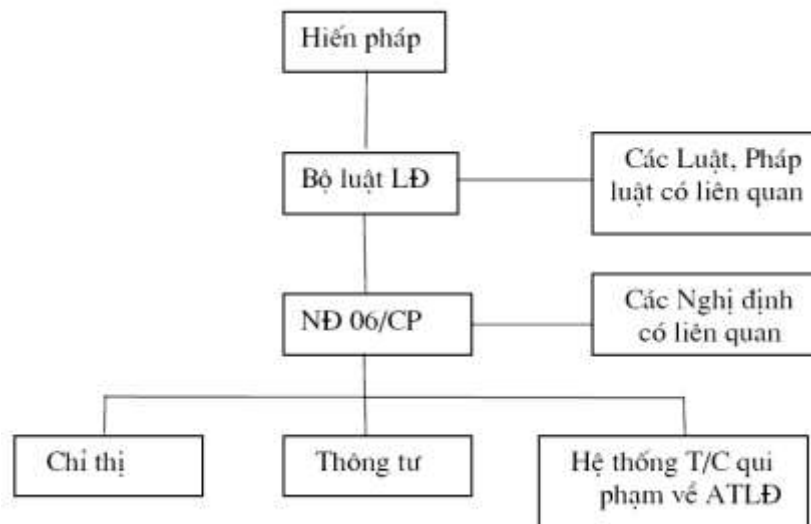 Hiến pháp
Bộ luật LĐ
Các Luật, Pháp
luật có liên quan
NĐ 06/CP
Các Nghị định
có liên quan
Chỉ thị
Thông tư
Hệ thống T/C qui
phạm về ATLĐ